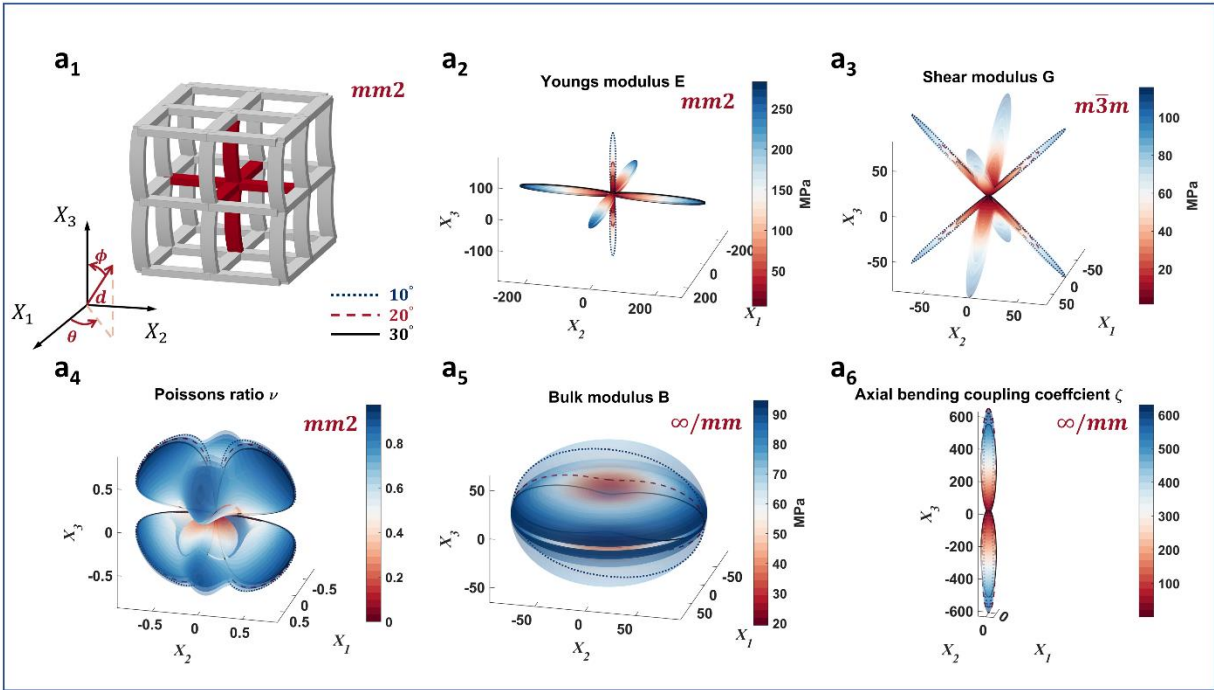 a1
mm2
X3
ϕ
d
X1
θ
X2
10°
20°
30°
a2
Youngs modulus E
mm2
100
0
-100
X3
-200
0
200
X2
-200
0
200
X1
250
200
150
100
50
MPa
a3
Shear modulus G
m3̅m
50
0
-50
X3
-50
0
50
X2
-50
0
50
X1
100
80
60
40
20
MPa
a4
Poissons ratio ν
mm2
0.5
0
-0.5
X3
-0.5
0
0.5
X2
-0.5
0
0.5
X1
0.8
0.6
0.4
0.2
0
a5
Bulk modulus B
∞/mm
50
0
-50
X3
-50
0
50
X2
-50
0
50
X1
90
80
70
60
50
40
30
20
MPa
a6
Axial bending coupling coeffcient ζ
∞/mm
600
400
200
0
-200
-400
-600
X3
0
X2
0
X1
600
500
400
300
200
100